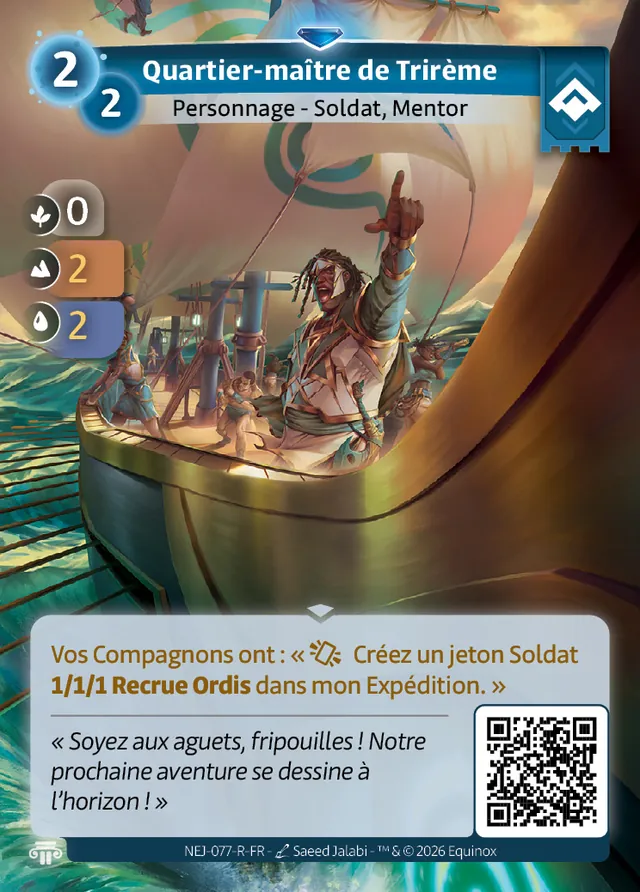 2
2
Quartier-maître de Trirème
Personnage - Soldat, Mentor
0
2
2
Vos Compagnons ont : « Créez un jeton Soldat
1/1/1 Recrue Ordis dans mon Expédition. »
« Soyez aux aguets, fripouilles ! Notre
prochaine aventure se dessine à
l'horizon ! »
NEJ-077-R-FR - Saeed Jalabi - ™ & © 2026 Equinox